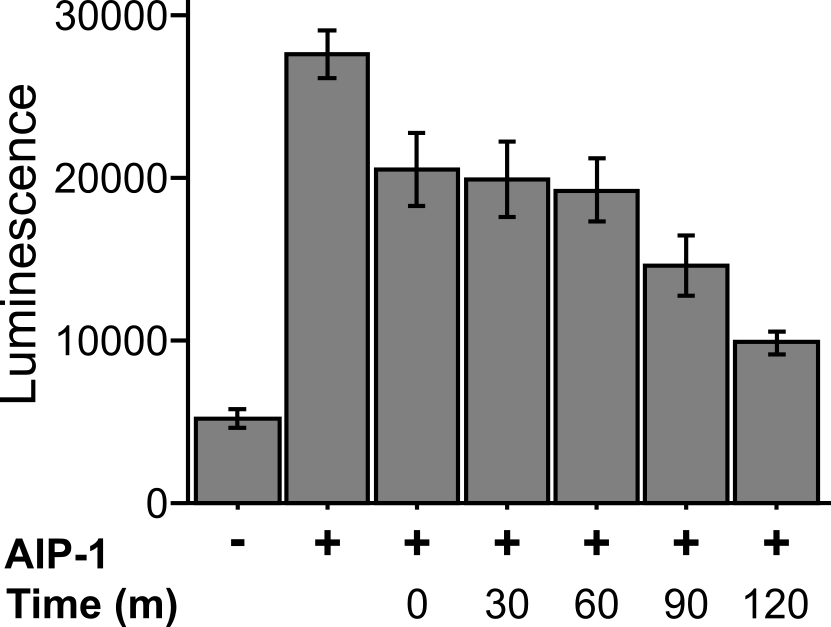 Luminescence
30000
20000
10000
0
AIP-1 - + + + + + +
Time (m) 0 30 60 90 120